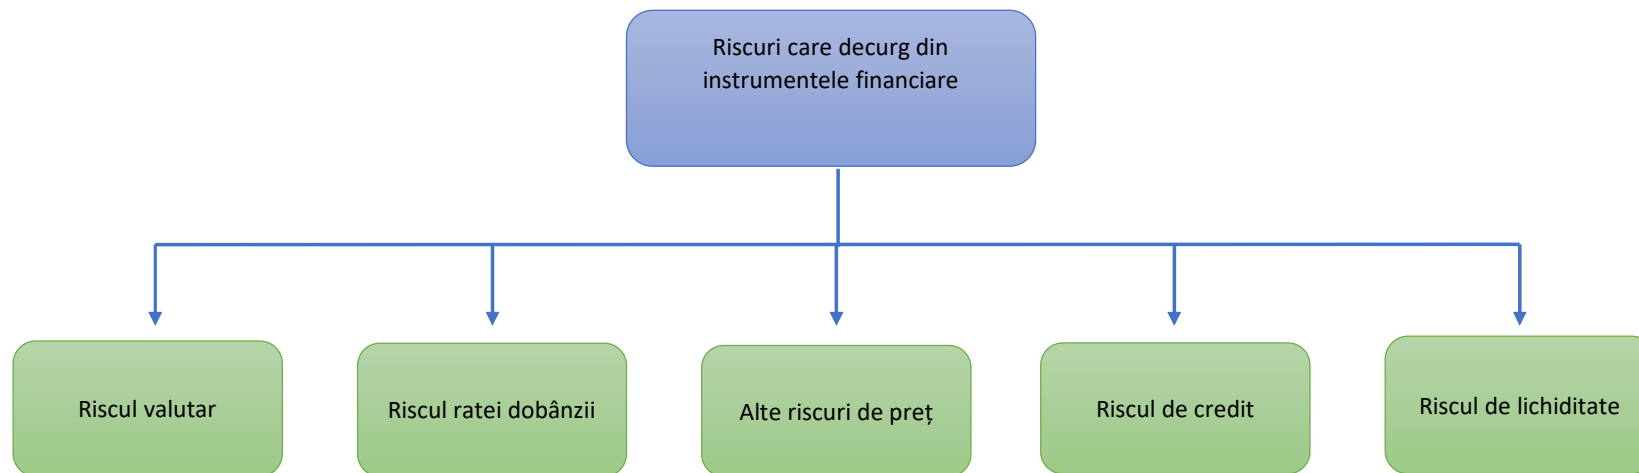 Riscuri care decurg din
instrumentele financiare
Riscul valutar
Riscul ratei dobânzii
Alte riscuri de preț
Riscul de credit
Riscul de lichiditate